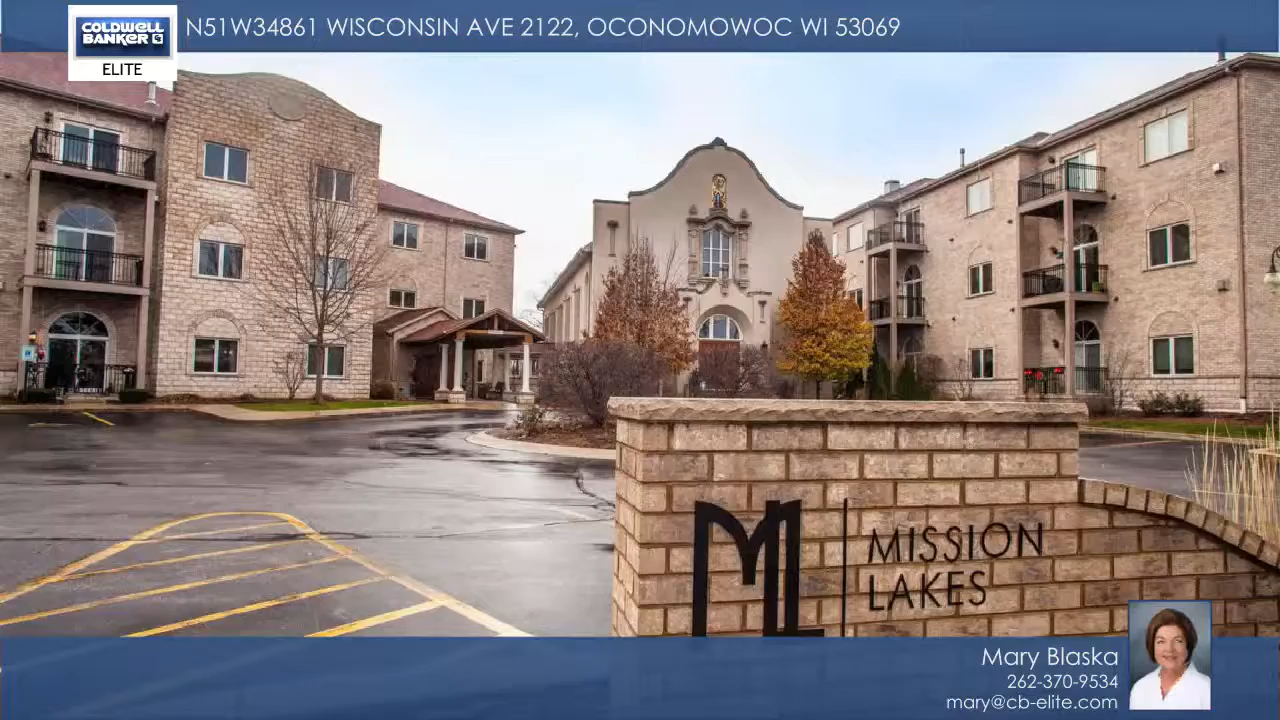 COLDWELL
BANKER
ELITE
N51W34861 WISCONSIN AVE 2122, OCONOMOWOC WI 53069
ML
MISSION
LAKES
Mary Blaska
262-370-9534
mary@cb-elite.com